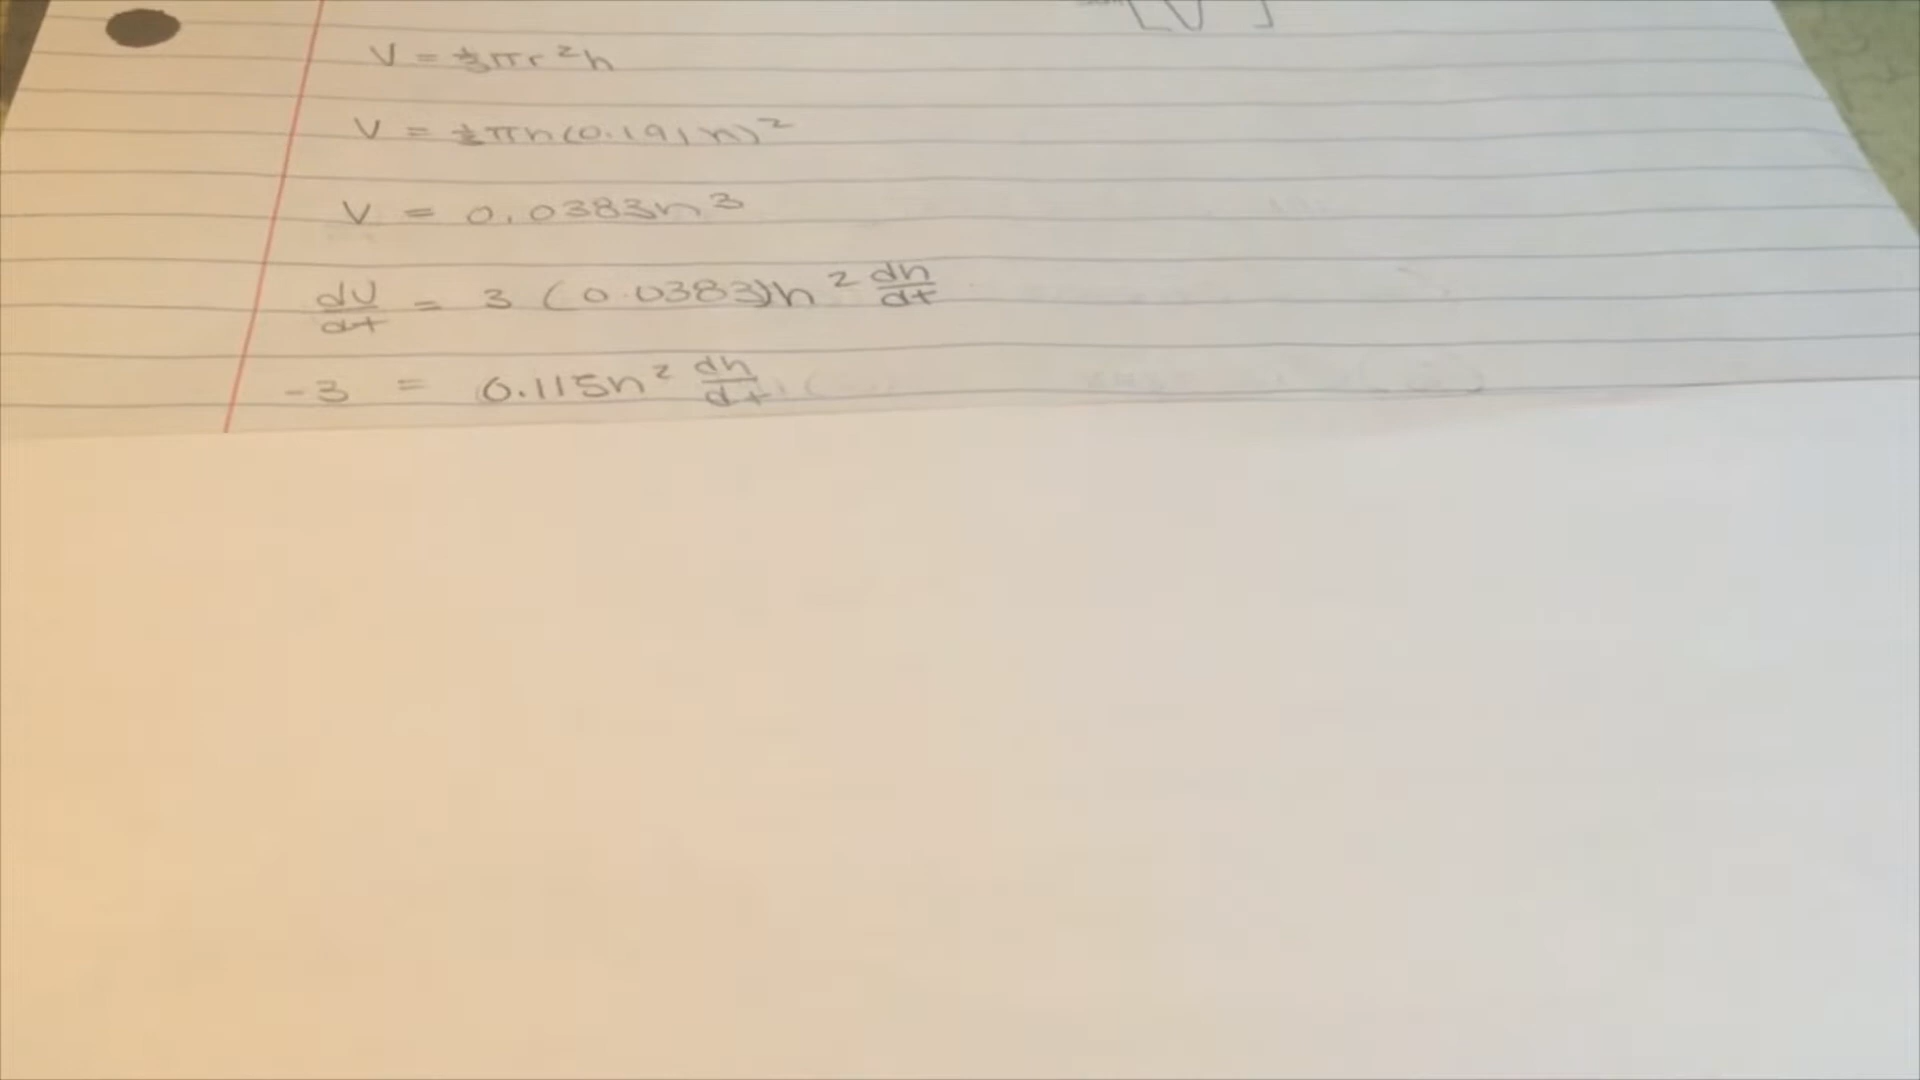 V = ⅓πr²h
V = ⅓πh(0.191h)²
V = 0.0383h³
dV/dt = 3(0.0383)h² dh/dt
-3 = 0.115h² dh/dt